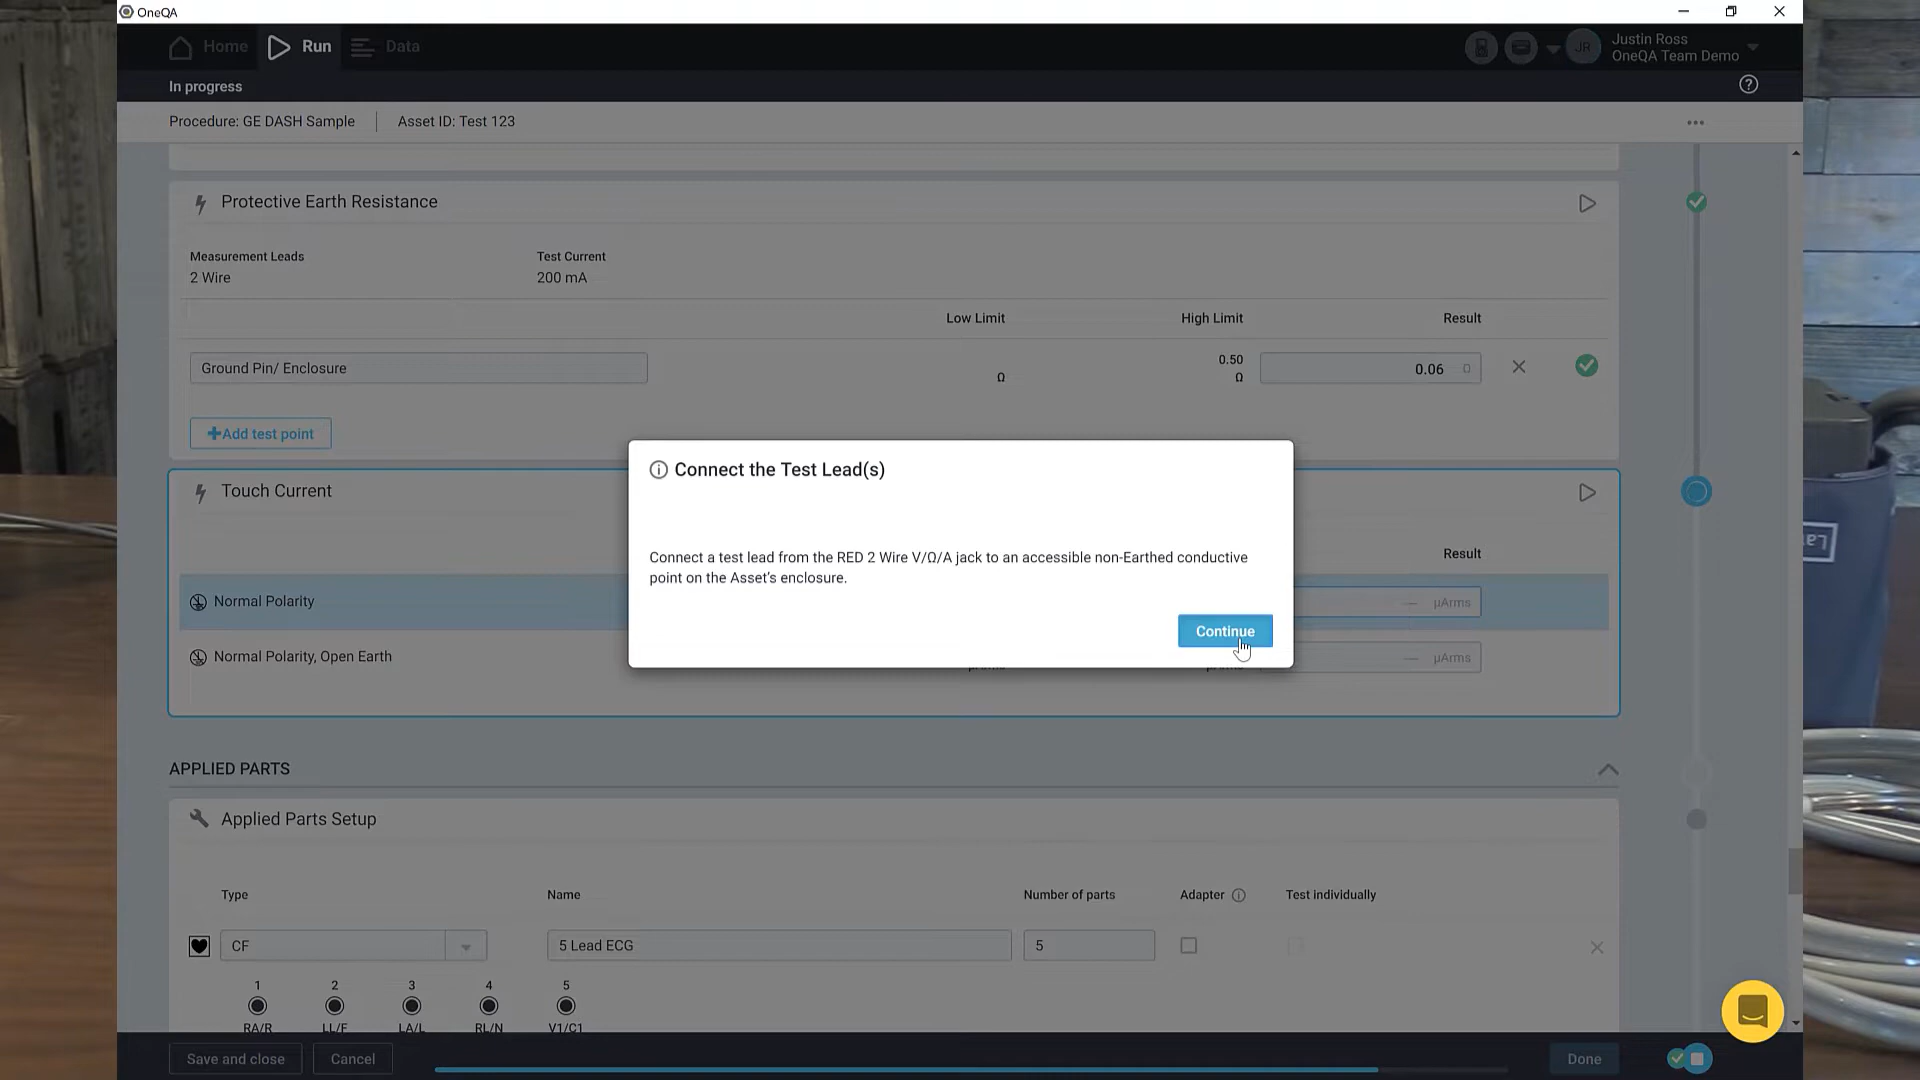 OneQA
Home Run Data
JR
Justin Ross
OneQA Team Demo
In progress
Procedure: GE DASH Sample Asset ID: Test 123
Protective Earth Resistance
Measurement Leads Test Current
2 Wire 200 mA
Low Limit High Limit Result
Ground Pin/ Enclosure Ω 0.50 Ω 0.06 Ω
+Add test point
Connect the Test Lead(s)
Connect a test lead from the RED 2 Wire V/Ω/A jack to an accessible non-Earthed conductive
point on the Asset's enclosure.
Continue
Touch Current
Result
Normal Polarity — µArms
Normal Polarity, Open Earth — µArms
APPLIED PARTS
Applied Parts Setup
Type Name Number of parts Adapter Test individually
CF 5 Lead ECG 5
1 2 3 4 5
RA/R LL/F LA/L RL/N V1/C1
Save and close Cancel Done